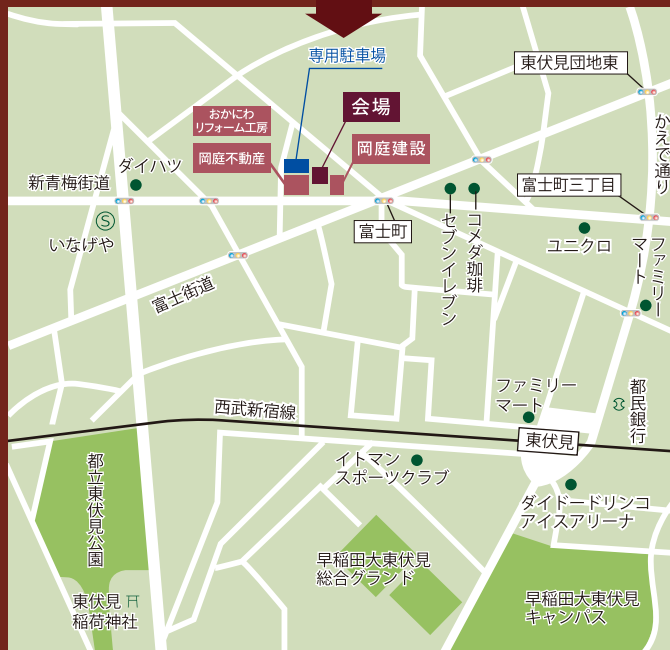 専用駐車場
東伏見団地東
会場
おかにわ
リフォーム工房
岡庭建設
岡庭不動産
かえで通り
ダイハツ
新青梅街道
富士町三丁目
S
いなげや
富士町
セブンイレブン
コメダ珈琲
ユニクロ
ファミリー
マート
富士街道
ファミリー
マート
都民銀行
西武新宿線
東伏見
イトマン
スポーツクラブ
都立東伏見公園
ダイドードリンコ
アイスアリーナ
早稲田大東伏見
総合グランド
東伏見
稲荷神社
早稲田大東伏見
キャンパス